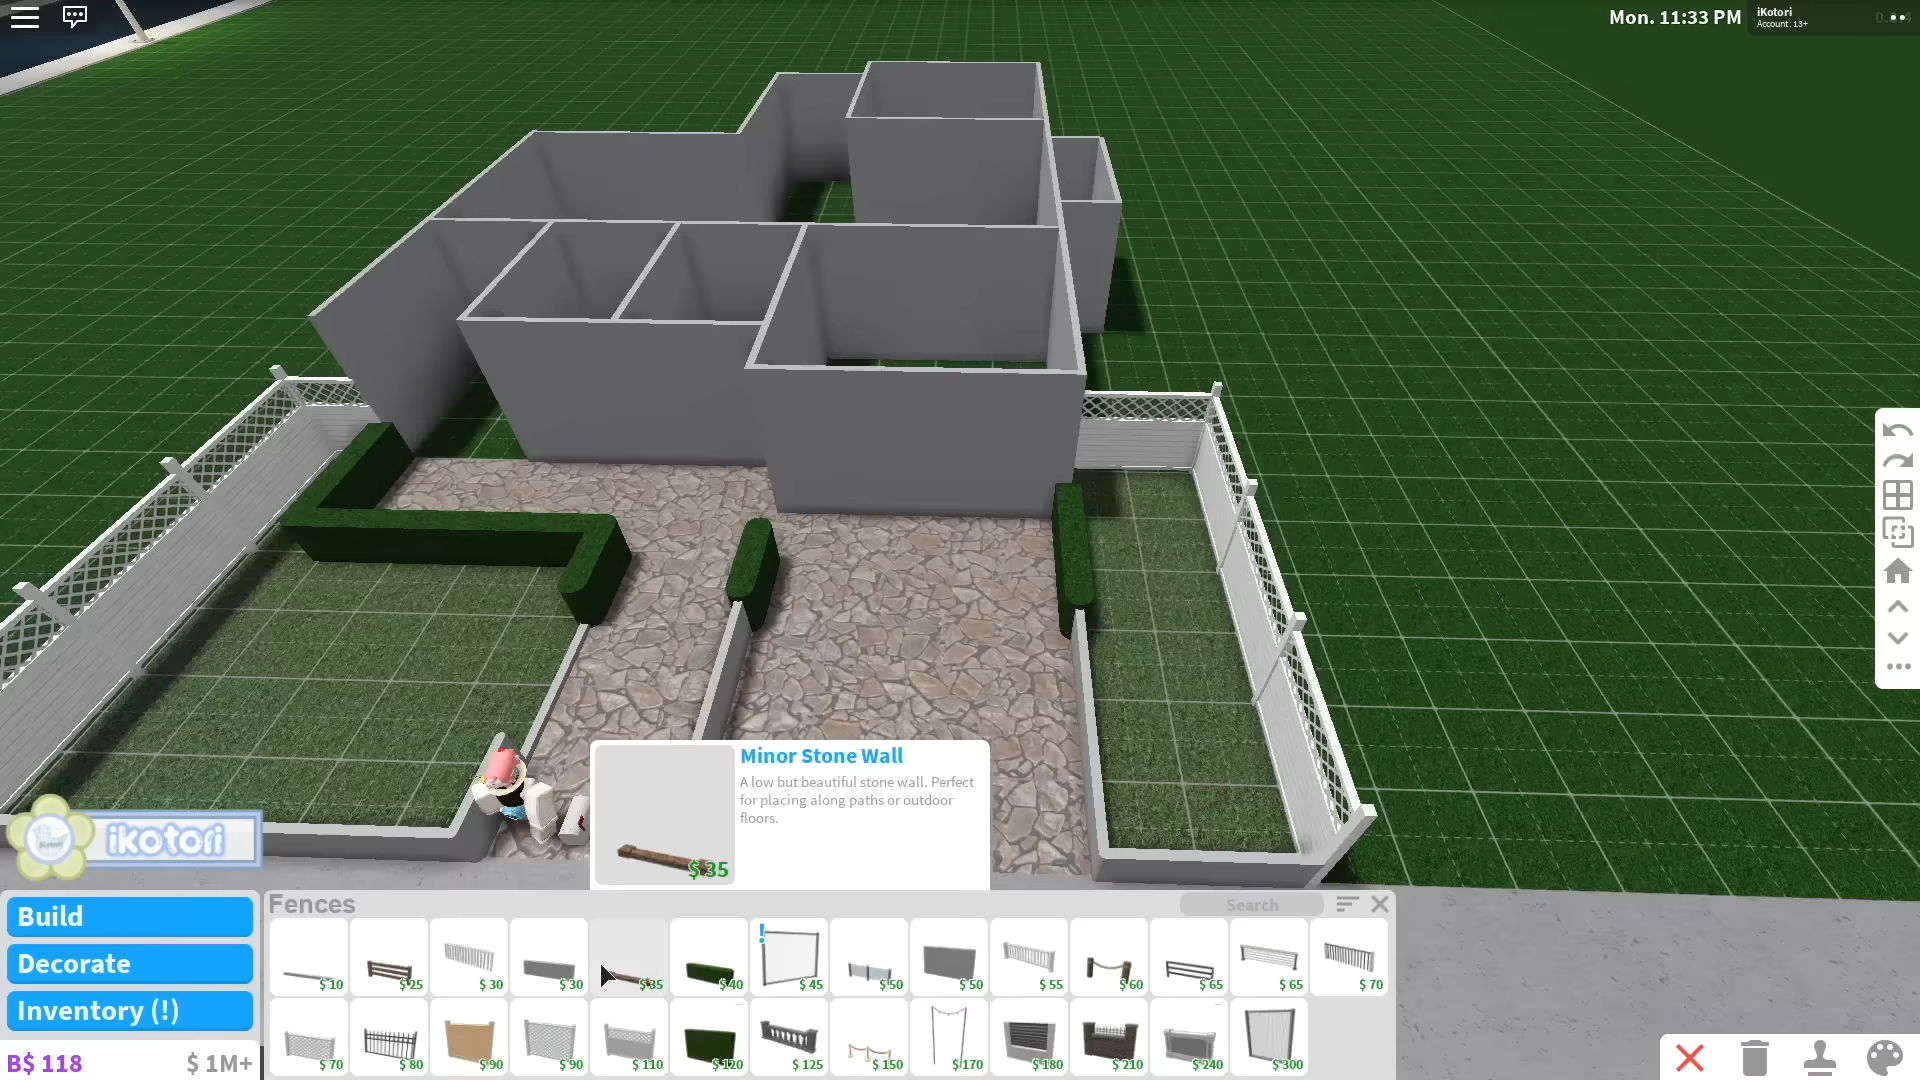 Mon. 11:33 PM
iKotori
Account: 13+
Minor Stone Wall
A low but beautiful stone wall. Perfect
for placing along paths or outdoor
floors.
$ 35
ikotori
Build
Decorate
Inventory (!)
B$ 118
$ 1M+
Fences
Search
$ 10
$ 25
$ 30
$ 30
$ 35
$ 40
!
$ 45
$ 50
$ 50
$ 55
$ 60
$ 65
$ 65
$ 70
$ 70
$ 80
$ 90
$ 90
$ 110
$ 120
$ 125
$ 150
$ 170
$ 180
$ 210
$ 240
$ 300